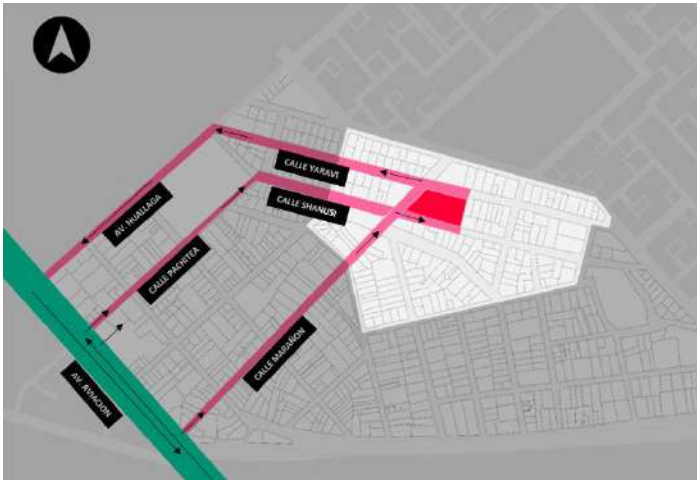 CALLE YARAVI
CALLE SHANUSI
AV. HUALLAGA
CALLE PACHITEA
CALLE MARAÑON
AV. AVIACION